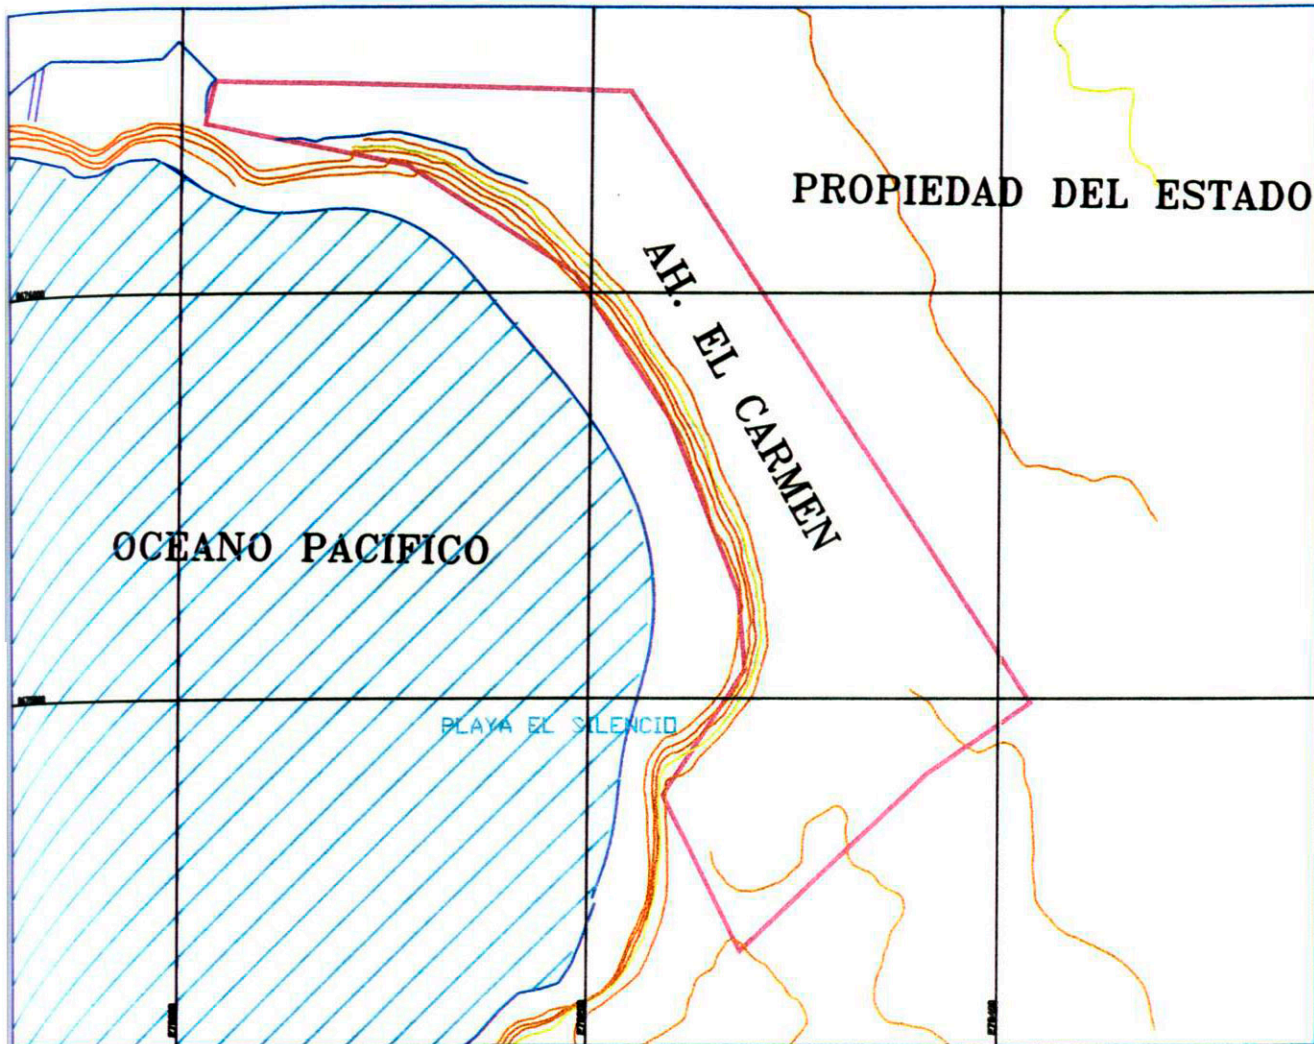 PROPIEDAD DEL ESTADO
AH. EL CARMEN
OCEANO PACIFICO
PLAYA EL SILENCIO